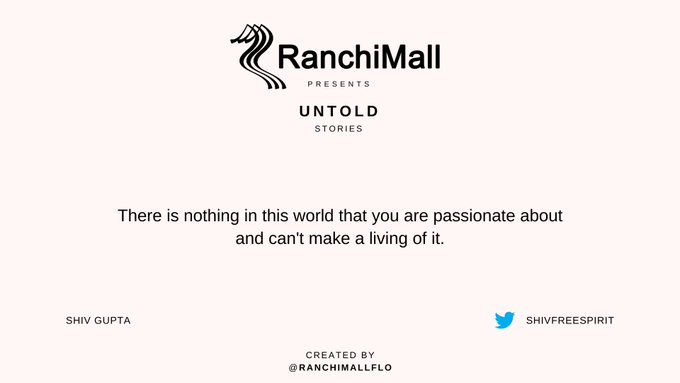 RanchiMall
PRESENTS
UNTOLD
STORIES
There is nothing in this world that you are passionate about
and can't make a living of it.
SHIV GUPTA
SHIVFREESPIRIT
CREATED BY
@RANCHIMALLFLO